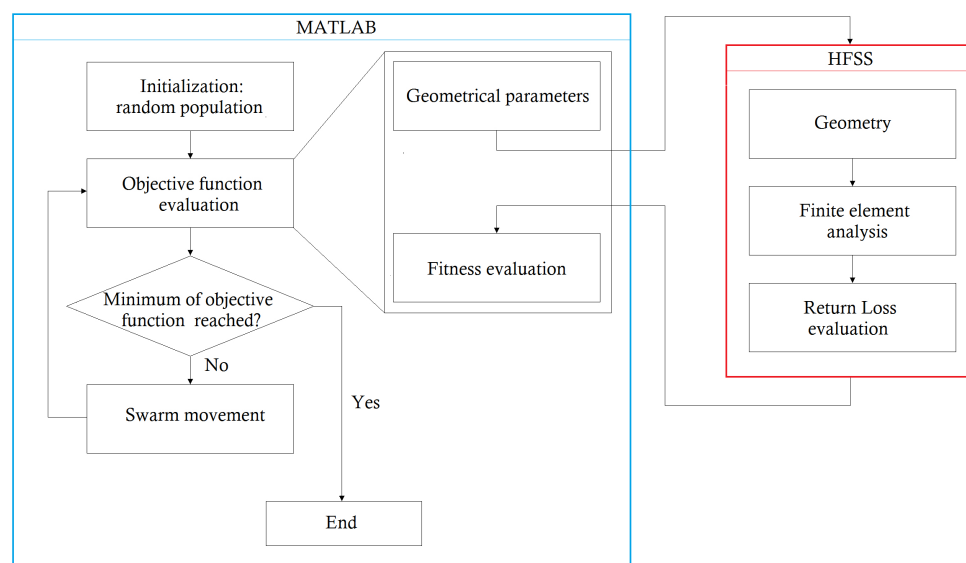 MATLAB
Initialization:
random population
Objective function
evaluation
Minimum of objective
function reached?
No
Yes
Swarm movement
End
Geometrical parameters
Fitness evaluation
HFSS
Geometry
Finite element
analysis
Return Loss
evaluation